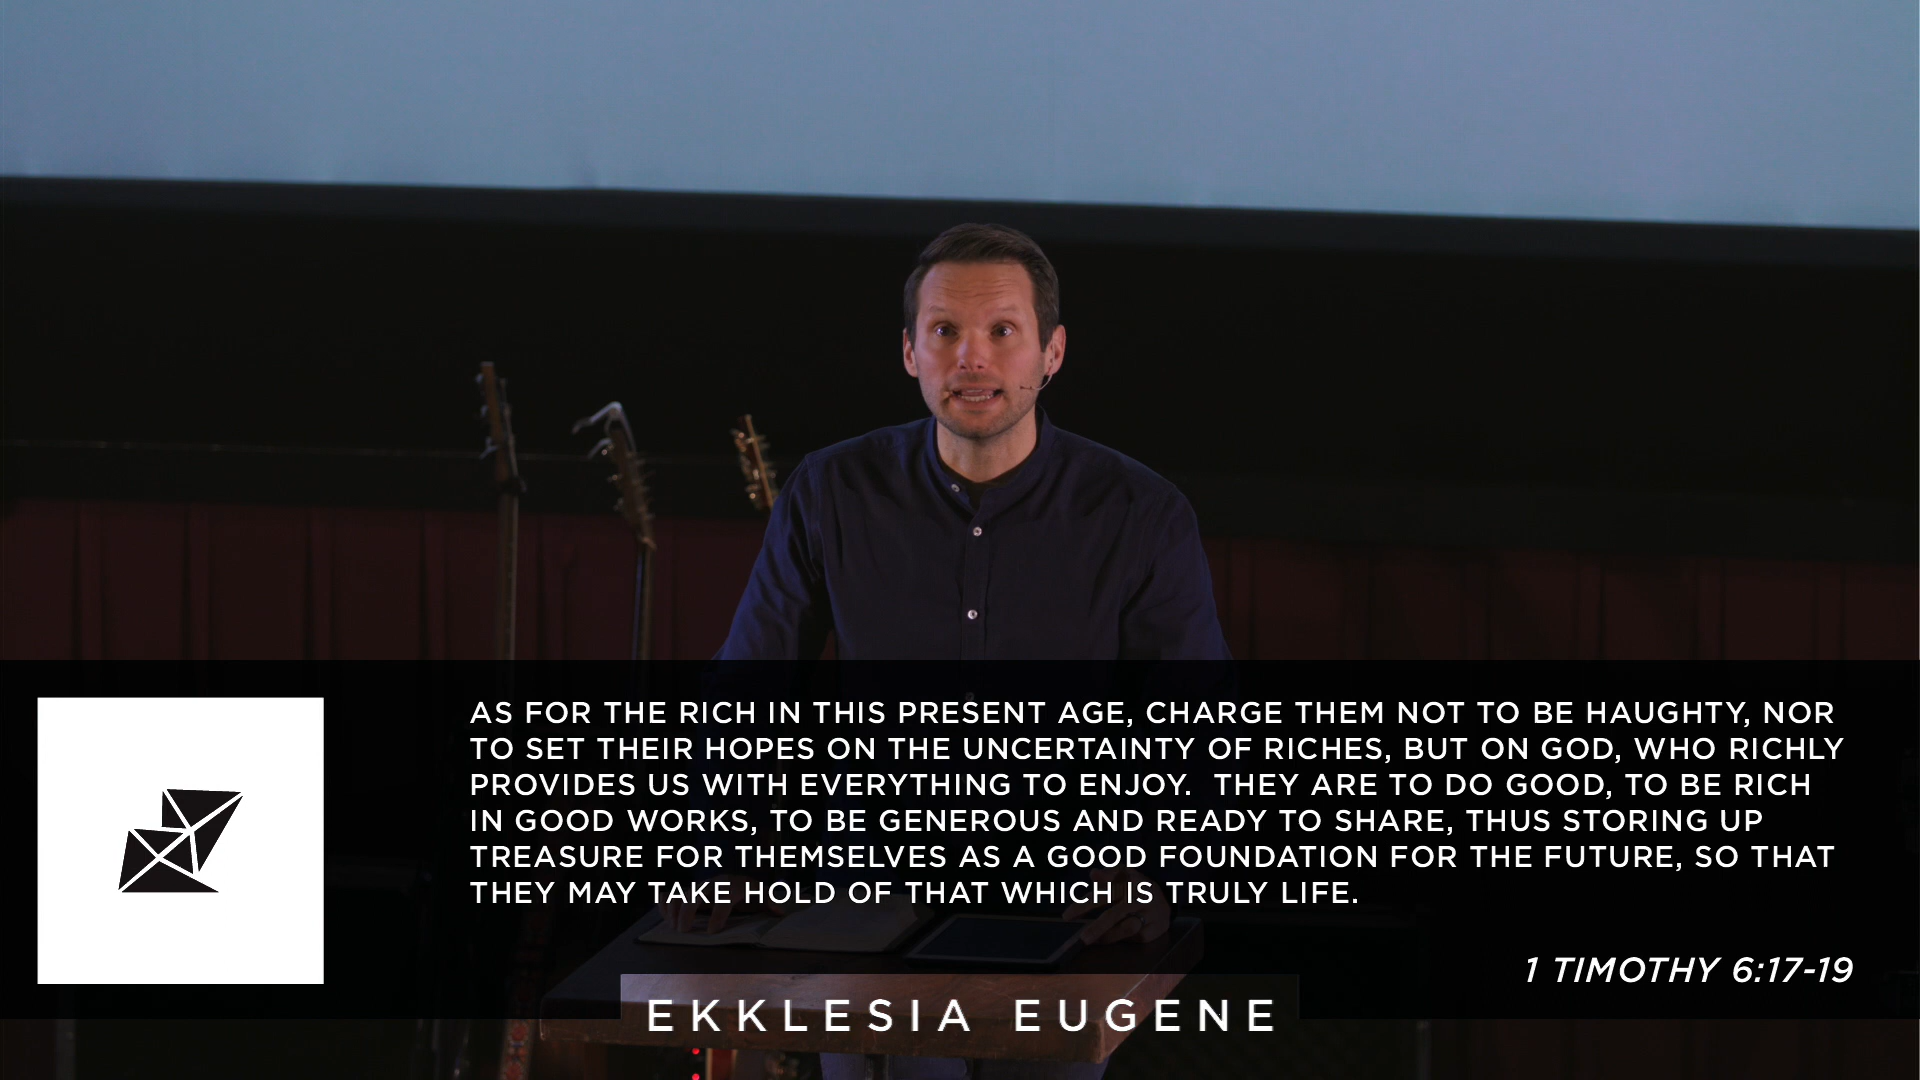 AS FOR THE RICH IN THIS PRESENT AGE, CHARGE THEM NOT TO BE HAUGHTY, NOR
TO SET THEIR HOPES ON THE UNCERTAINTY OF RICHES, BUT ON GOD, WHO RICHLY
PROVIDES US WITH EVERYTHING TO ENJOY.  THEY ARE TO DO GOOD, TO BE RICH
IN GOOD WORKS, TO BE GENEROUS AND READY TO SHARE, THUS STORING UP
TREASURE FOR THEMSELVES AS A GOOD FOUNDATION FOR THE FUTURE, SO THAT
THEY MAY TAKE HOLD OF THAT WHICH IS TRULY LIFE.
1 TIMOTHY 6:17-19
EKKLESIA EUGENE